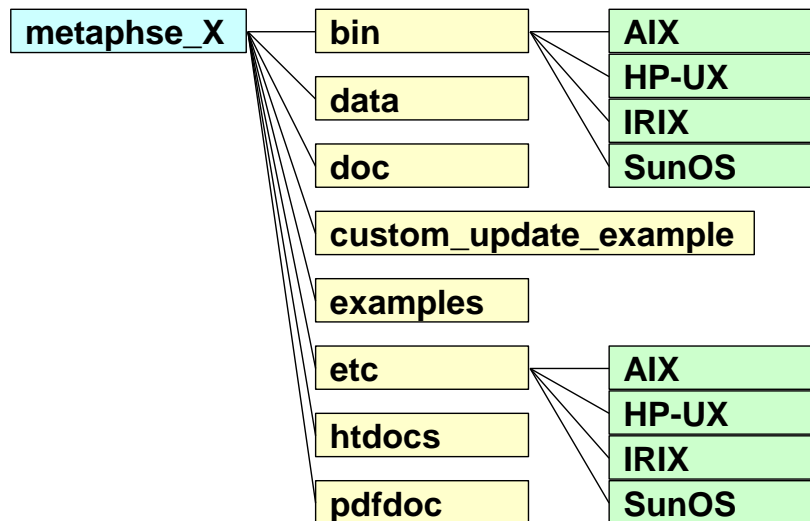 metaphse_X
bin
AIX
HP-UX
data
IRIX
doc
SunOS
custom_update_example
examples
etc
AIX
HP-UX
htdocs
IRIX
pdfdoc
SunOS